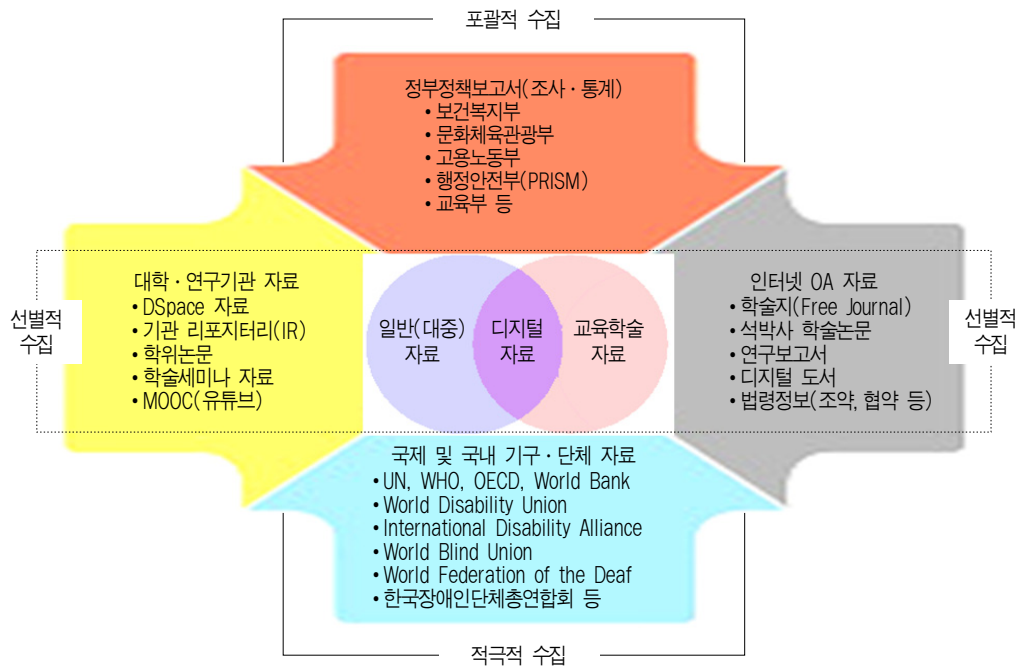 포괄적 수집
정부정책보고서(조사·통계)
• 보건복지부
• 문화체육관광부
• 고용노동부
• 행정안전부(PRISM)
• 교육부 등
선별적
수집
대학·연구기관 자료
• DSpace 자료
• 기관 리포지터리(IR)
• 학위논문
• 학술세미나 자료
• MOOC(유튜브)
일반(대중)
자료
디지털
자료
교육학술
자료
인터넷 OA 자료
• 학술지(Free Journal)
• 석박사 학술논문
• 연구보고서
• 디지털 도서
• 법령정보(조약, 협약 등)
선별적
수집
국제 및 국내 기구·단체 자료
• UN, WHO, OECD, World Bank
• World Disability Union
• International Disability Alliance
• World Blind Union
• World Federation of the Deaf
• 한국장애인단체총연합회 등
적극적 수집